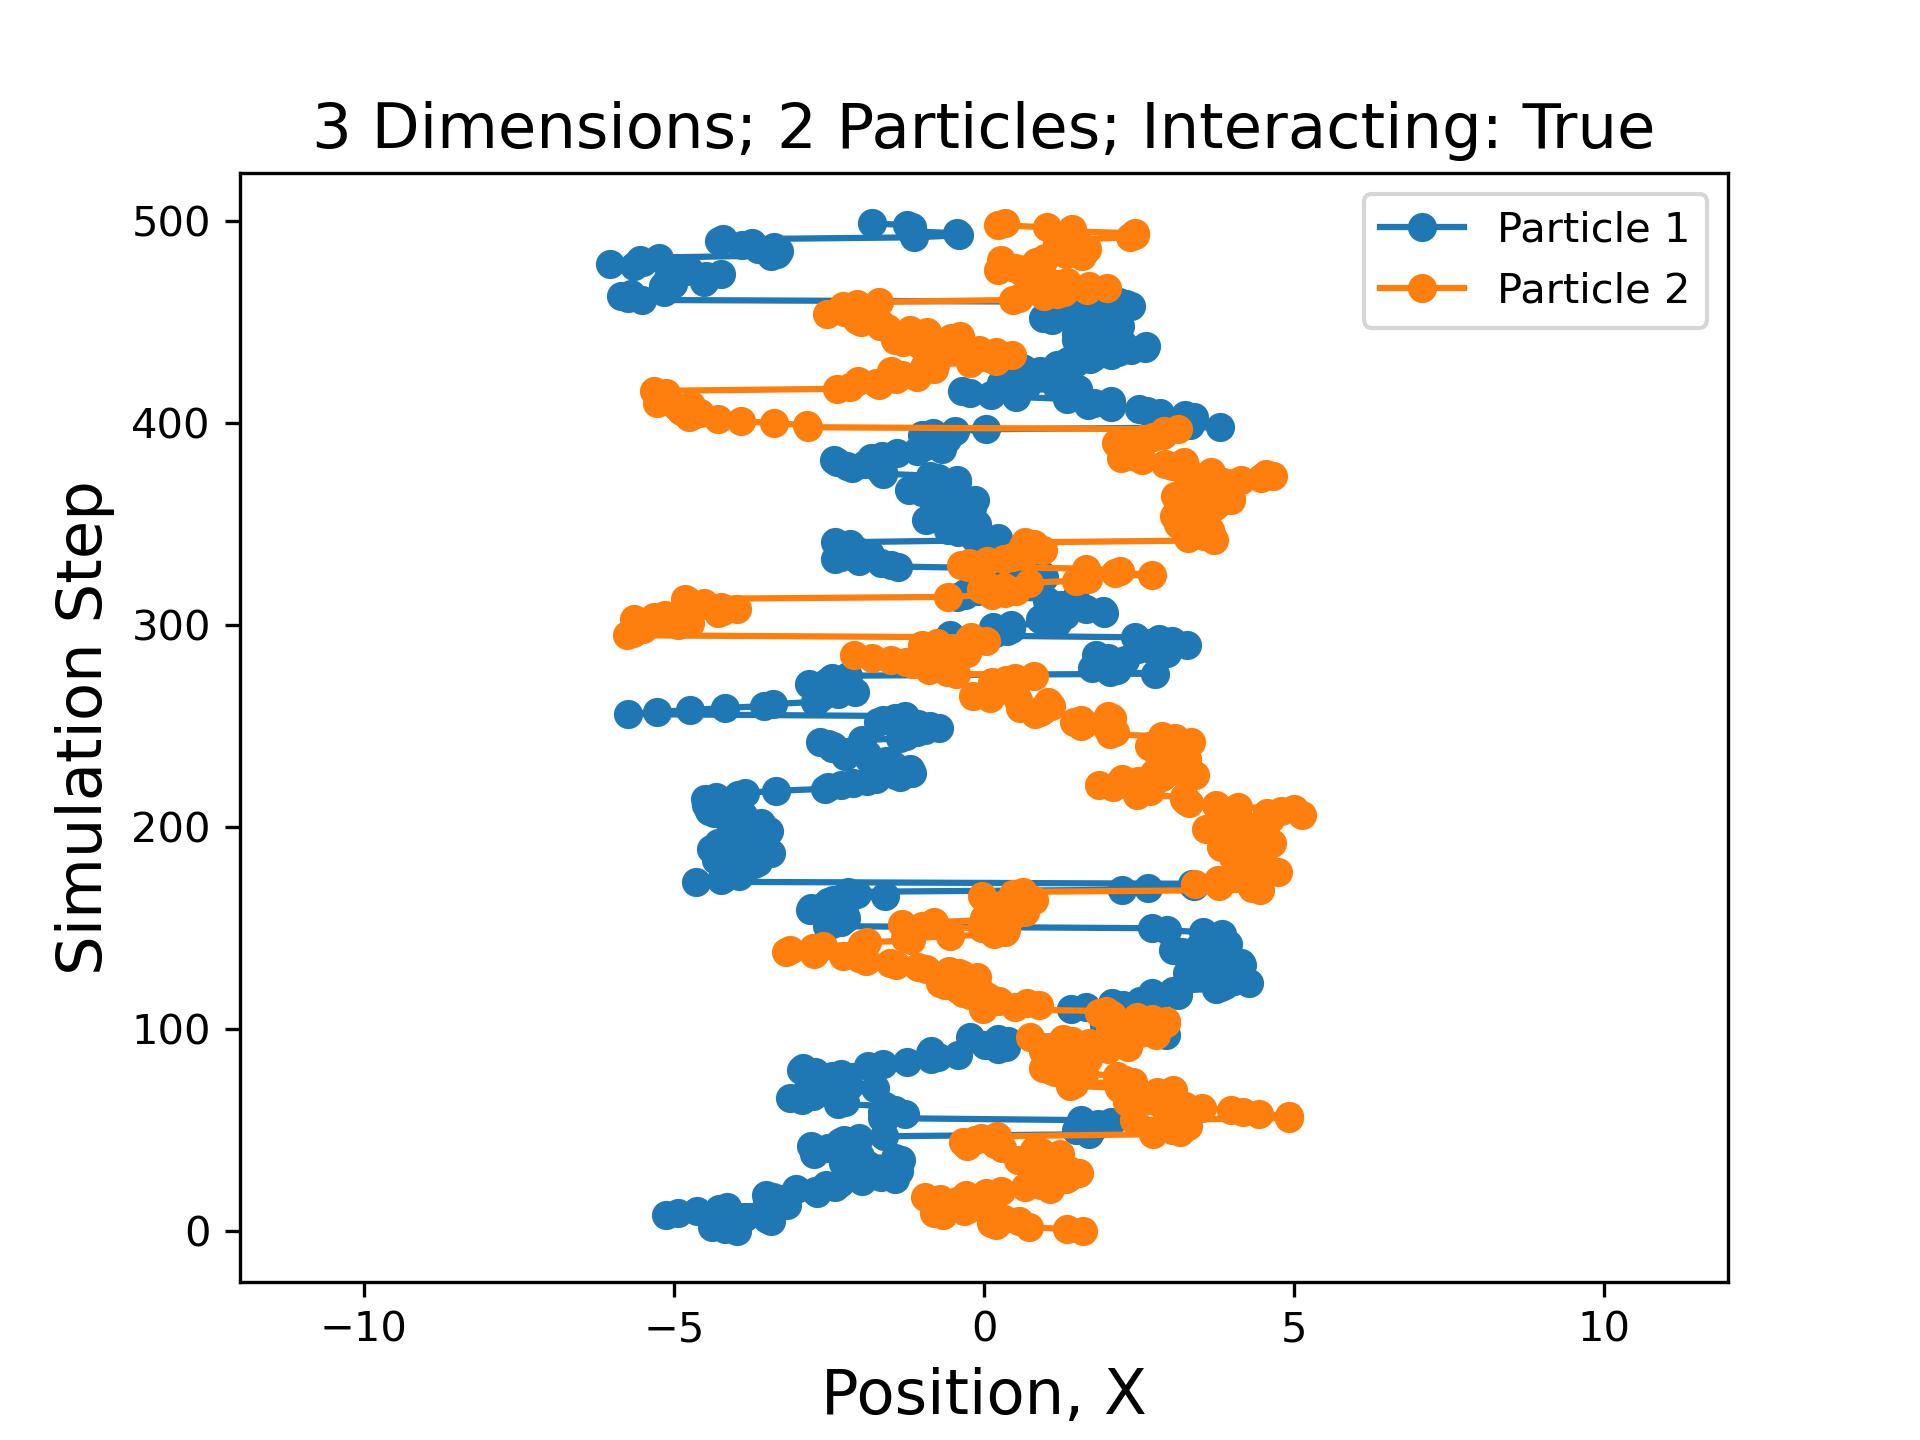 3 Dimensions; 2 Particles; Interacting: True
Particle 1
Particle 2
Simulation Step
500
400
300
200
100
0
−10
−5
0
5
10
Position, X